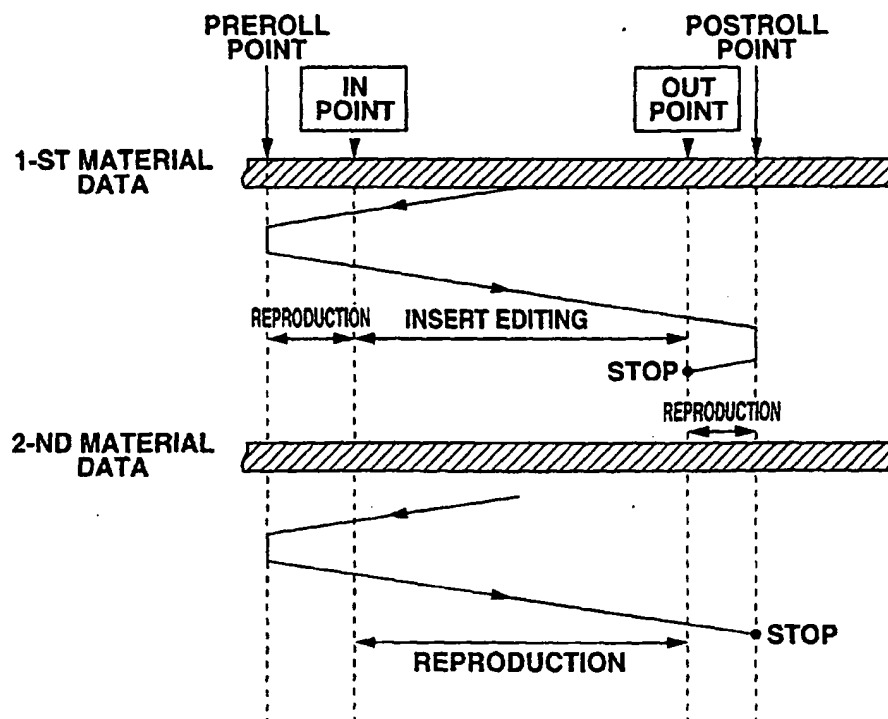 PREROLL
POINT
POSTROLL
POINT
IN
POINT
OUT
POINT
1-ST MATERIAL
DATA
REPRODUCTION
INSERT EDITING
STOP
REPRODUCTION
2-ND MATERIAL
DATA
STOP
REPRODUCTION